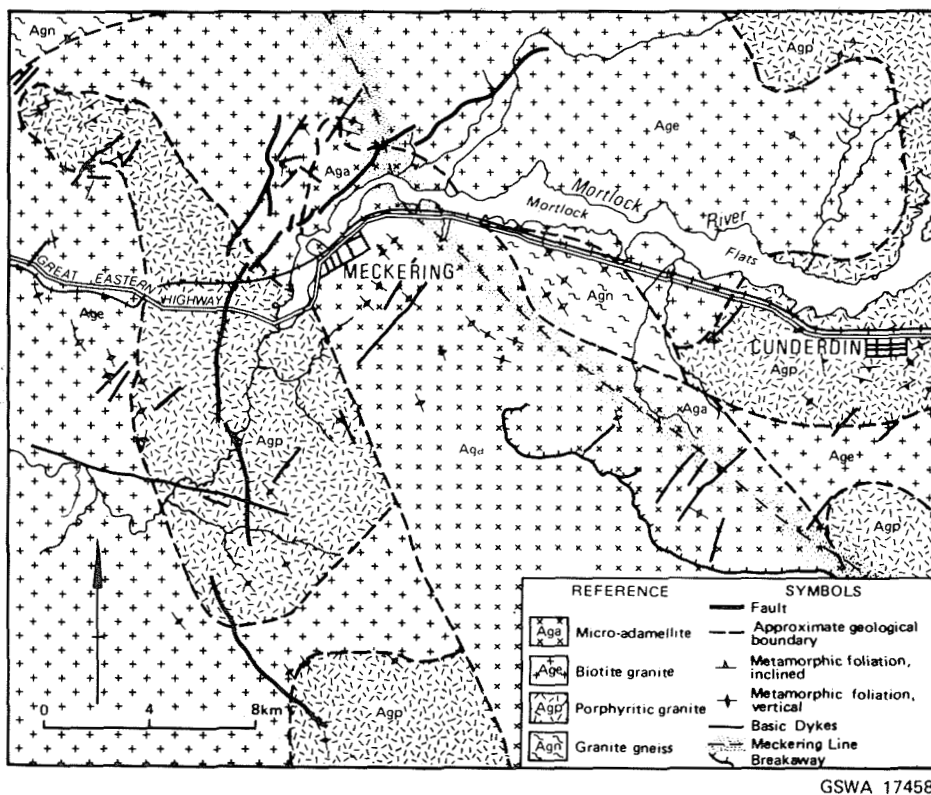 Agn
Agp
Age
Aga
Mortlock
River
Mortlock
Flats
MECKERING
GREAT EASTERN HIGHWAY
Agn
Age
CUNDERDIN
Agp
Aga
Agp
Age
Agp
Agp
0 4 8km
REFERENCE
Aga Micro-adamellite
Age Biotite granite
Agp Porphyritic granite
Agn Granite gneiss
SYMBOLS
Fault
Approximate geological
boundary
Metamorphic foliation,
inclined
Metamorphic foliation,
vertical
Basic Dykes
Meckering Line
Breakaway
GSWA 17458